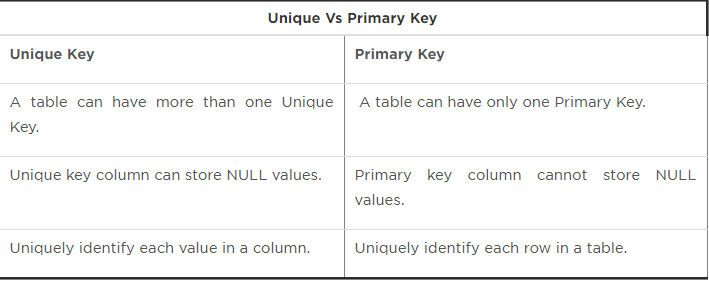 Unique Vs Primary Key
Unique Key
Primary Key
A table can have more than one Unique
Key.
A table can have only one Primary Key.
Unique key column can store NULL values.
Primary key column cannot store NULL
values.
Uniquely identify each value in a column.
Uniquely identify each row in a table.